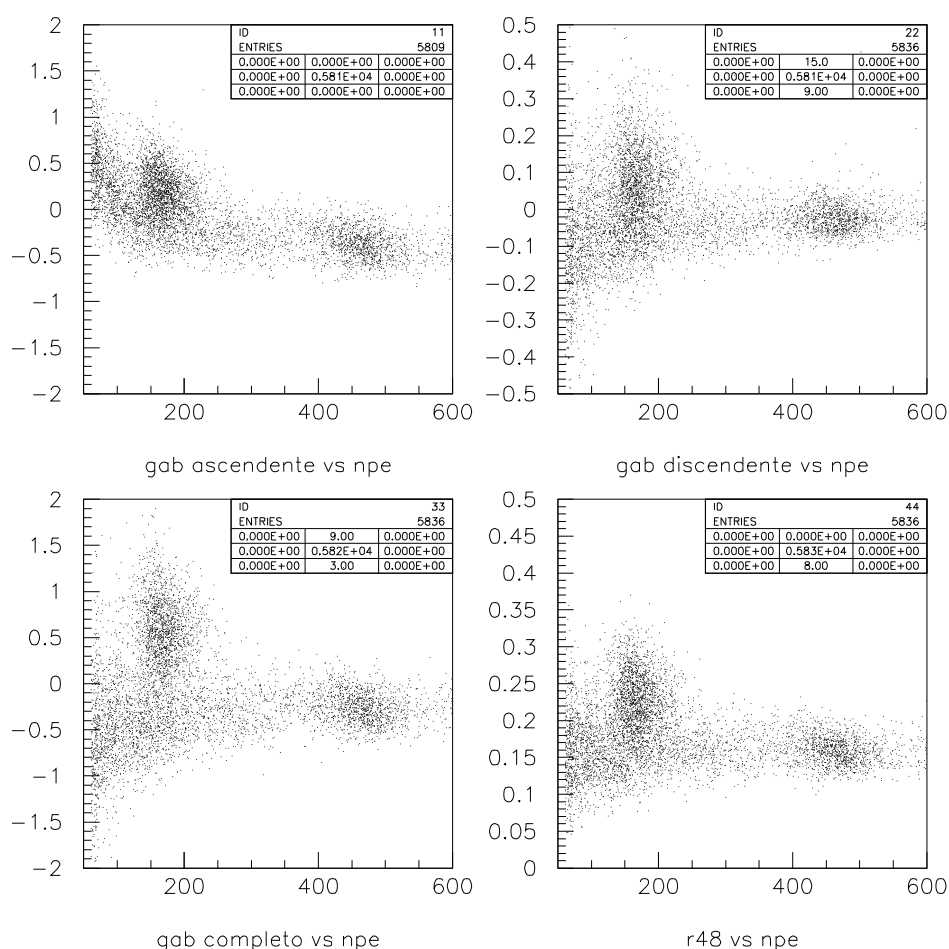 ID 11
ENTRIES 5809
0.000E+00 0.000E+00 0.000E+00
0.000E+00 0.581E+04 0.000E+00
0.000E+00 0.000E+00 0.000E+00
2
1.5
1
0.5
0
−0.5
−1
−1.5
−2
200 400 600
gab ascendente vs npe
ID 22
ENTRIES 5836
0.000E+00 15.0 0.000E+00
0.000E+00 0.581E+04 0.000E+00
0.000E+00 9.00 0.000E+00
0.5
0.4
0.3
0.2
0.1
0
−0.1
−0.2
−0.3
−0.4
−0.5
200 400 600
gab discendente vs npe
ID 33
ENTRIES 5836
0.000E+00 9.00 0.000E+00
0.000E+00 0.582E+04 0.000E+00
0.000E+00 3.00 0.000E+00
2
1.5
1
0.5
0
−0.5
−1
−1.5
−2
200 400 600
gab completo vs npe
ID 44
ENTRIES 5836
0.000E+00 0.000E+00 0.000E+00
0.000E+00 0.583E+04 0.000E+00
0.000E+00 8.00 0.000E+00
0.5
0.45
0.4
0.35
0.3
0.25
0.2
0.15
0.1
0.05
0
200 400 600
r48 vs npe